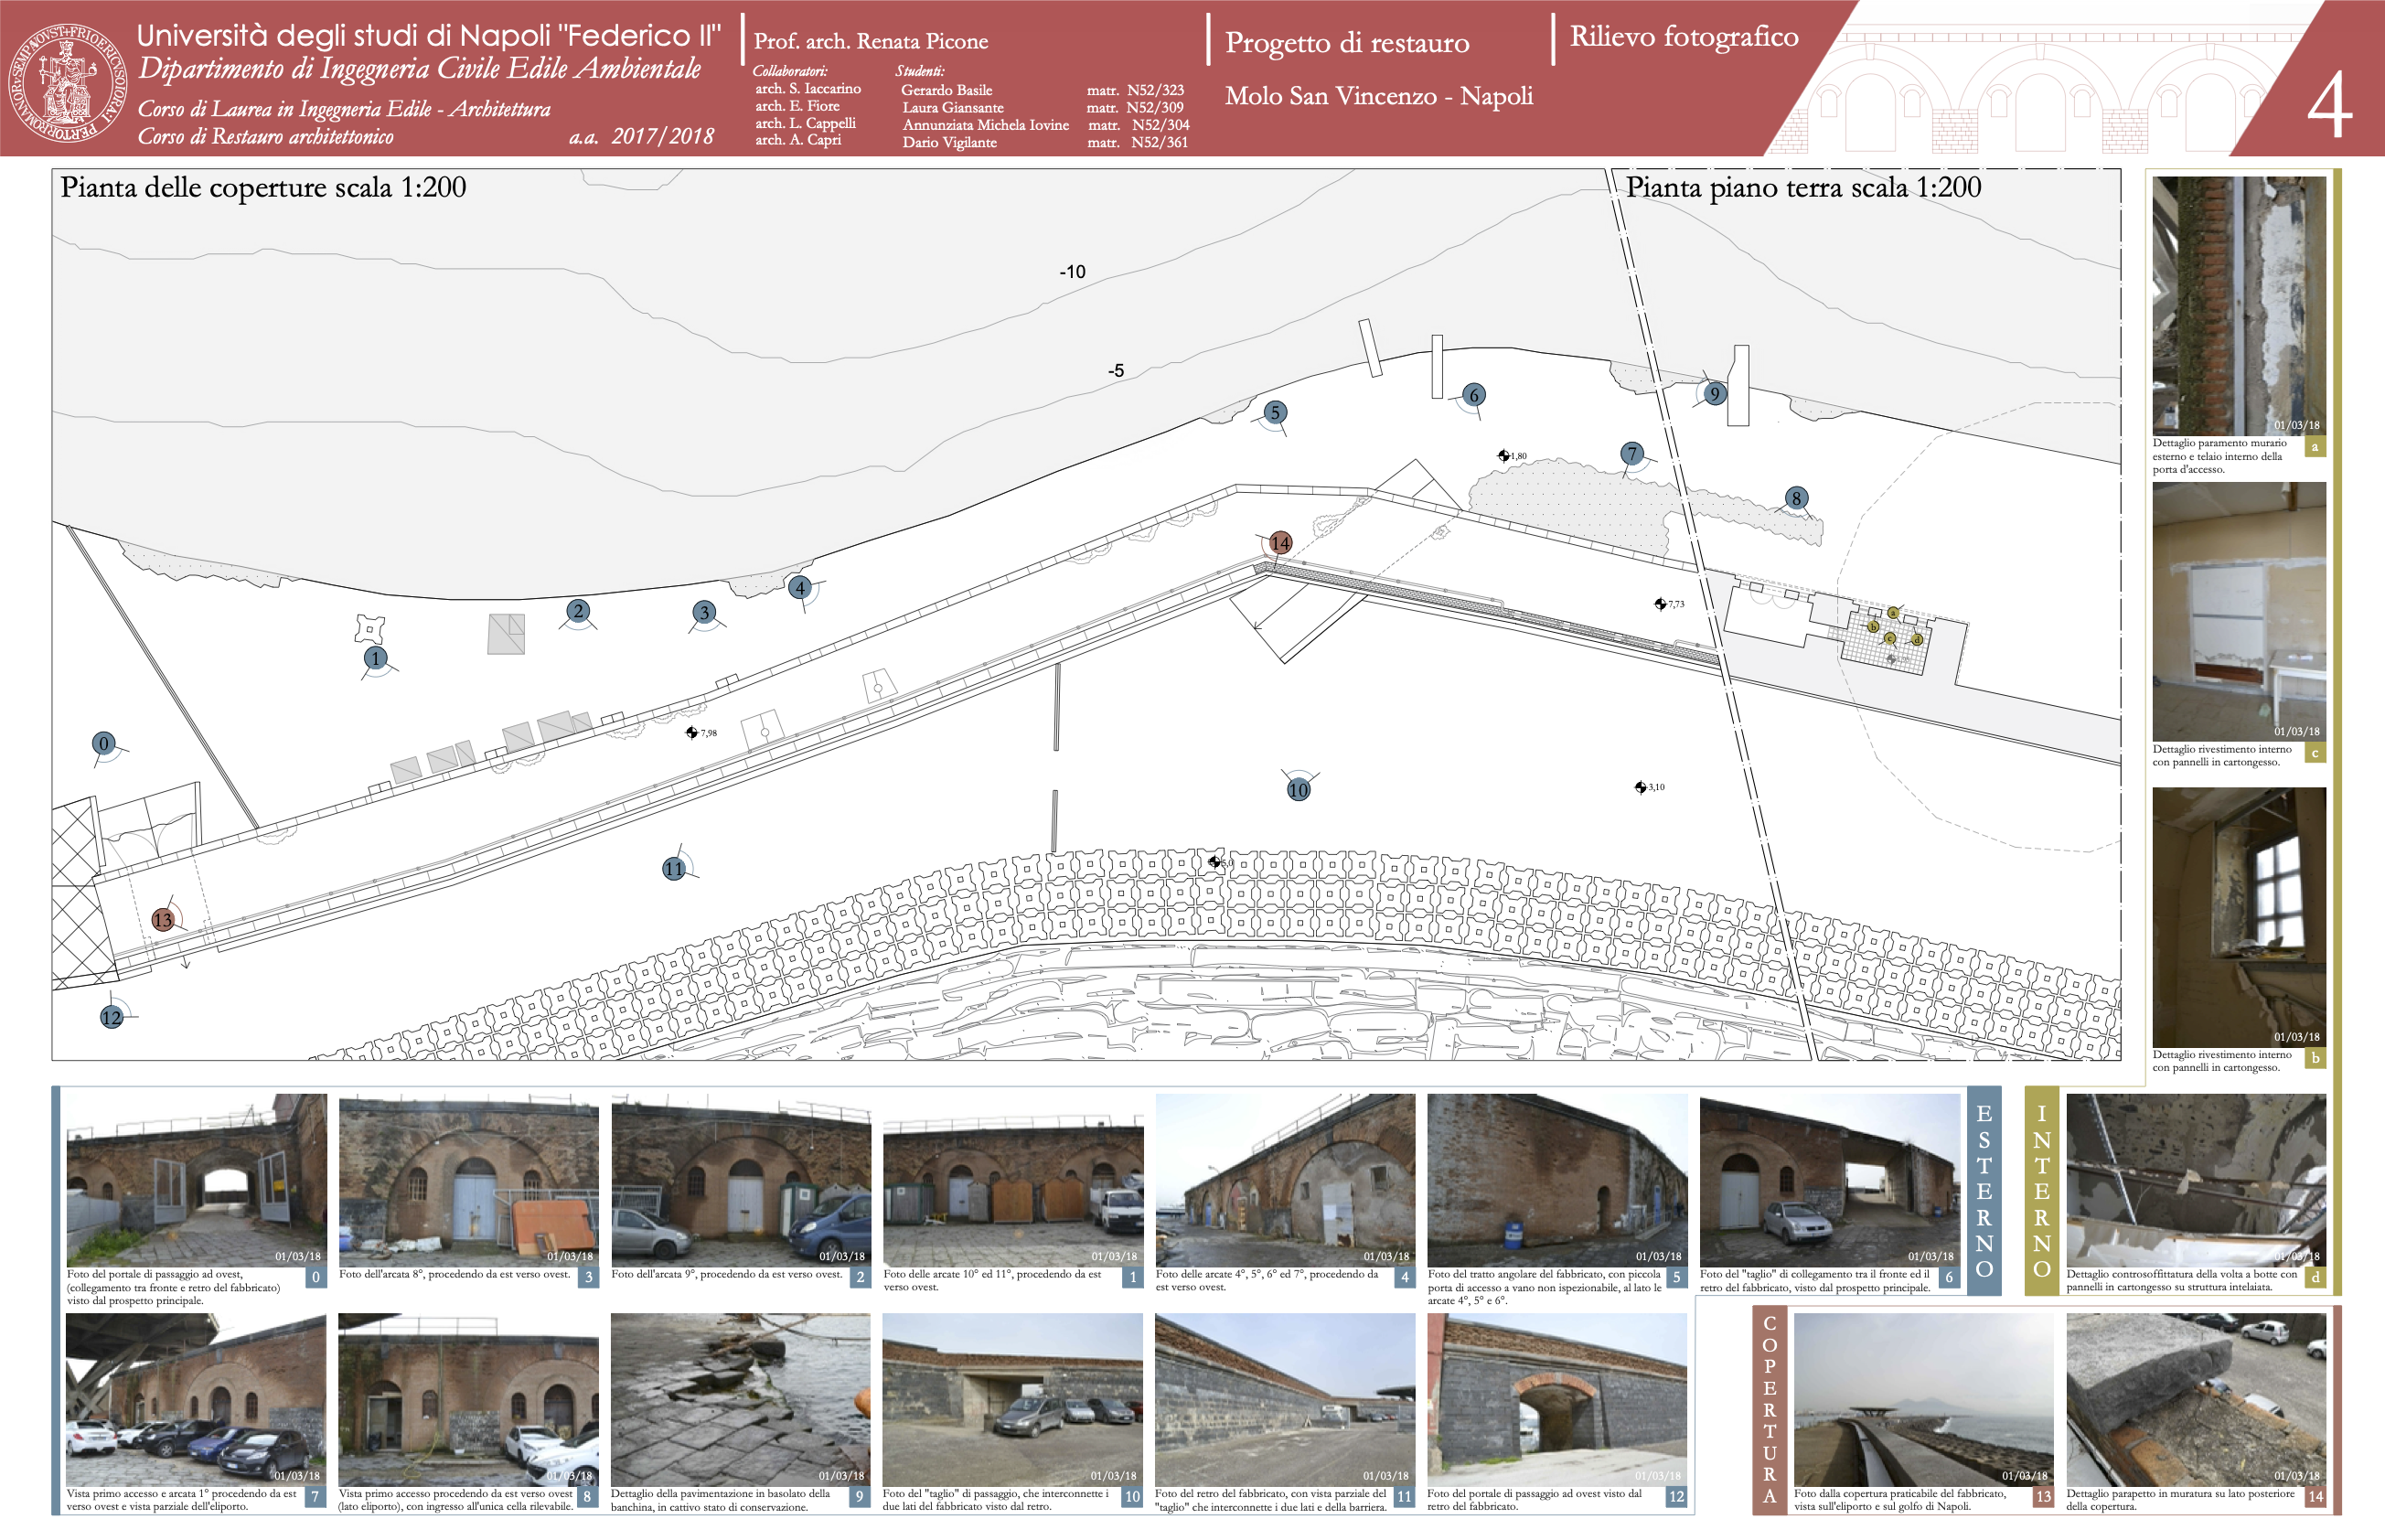 Università degli studi di Napoli "Federico II"
Dipartimento di Ingegneria Civile Edile Ambientale
Corso di Laurea in Ingegneria Edile - Architettura
Corso di Restauro architettonico a.a. 2017/2018
Prof. arch. Renata Picone
Collaboratori:
arch. S. Iaccarino
arch. E. Fiore
arch. L. Cappelli
arch. A. Capri
Studenti:
Gerardo Basile matr. N52/323
Laura Giansante matr. N52/309
Annunziata Michela Iovine matr. N52/304
Dario Vigilante matr. N52/361
Progetto di restauro
Molo San Vincenzo - Napoli
Rilievo fotografico
4
Pianta delle coperture scala 1:200
Pianta piano terra scala 1:200
-10
-5
5
6
9
7
8
1,80
14
4
3
2
1
7,73
a
b
c
d
0
7,98
10
3,10
11
5,0
13
12
01/03/18
Dettaglio paramento murario
esterno e telaio interno della
porta d'accesso.
a
01/03/18
Dettaglio rivestimento interno
con pannelli in cartongesso.
c
01/03/18
Dettaglio rivestimento interno
con pannelli in cartongesso.
b
01/03/18
Foto del portale di passaggio ad ovest,
(collegamento tra fronte e retro del fabbricato)
visto dal prospetto principale.
0
01/03/18
Foto dell'arcata 8°, procedendo da est verso ovest.
3
01/03/18
Foto dell'arcata 9°, procedendo da est verso ovest.
2
01/03/18
Foto delle arcate 10° ed 11°, procedendo da est
verso ovest.
1
01/03/18
Foto delle arcate 4°, 5°, 6° ed 7°, procedendo da
est verso ovest.
4
01/03/18
Foto del tratto angolare del fabbricato, con piccola
porta di accesso a vano non ispezionabile, al lato le
arcate 4°, 5° e 6°.
5
01/03/18
Foto del "taglio" di collegamento tra il fronte ed il
retro del fabbricato, visto dal prospetto principale.
6
ESTERNO
INTERNO
01/03/18
Dettaglio controsoffittatura della volta a botte con
pannelli in cartongesso su struttura intelaiata.
d
01/03/18
Vista primo accesso e arcata 1° procedendo da est
verso ovest e vista parziale dell'eliporto.
7
01/03/18
Vista primo accesso procedendo da est verso ovest
(lato eliporto), con ingresso all'unica cella rilevabile.
8
01/03/18
Dettaglio della pavimentazione in basolato della
banchina, in cattivo stato di conservazione.
9
01/03/18
Foto del "taglio" di passaggio, che interconnette i
due lati del fabbricato visto dal retro.
10
01/03/18
Foto del retro del fabbricato, con vista parziale del
"taglio" che interconnette i due lati e della barriera.
11
01/03/18
Foto del portale di passaggio ad ovest visto dal
retro del fabbricato.
12
COPERTURA
01/03/18
Foto dalla copertura praticabile del fabbricato,
vista sull'eliporto e sul golfo di Napoli.
13
01/03/18
Dettaglio parapetto in muratura su lato posteriore
della copertura.
14